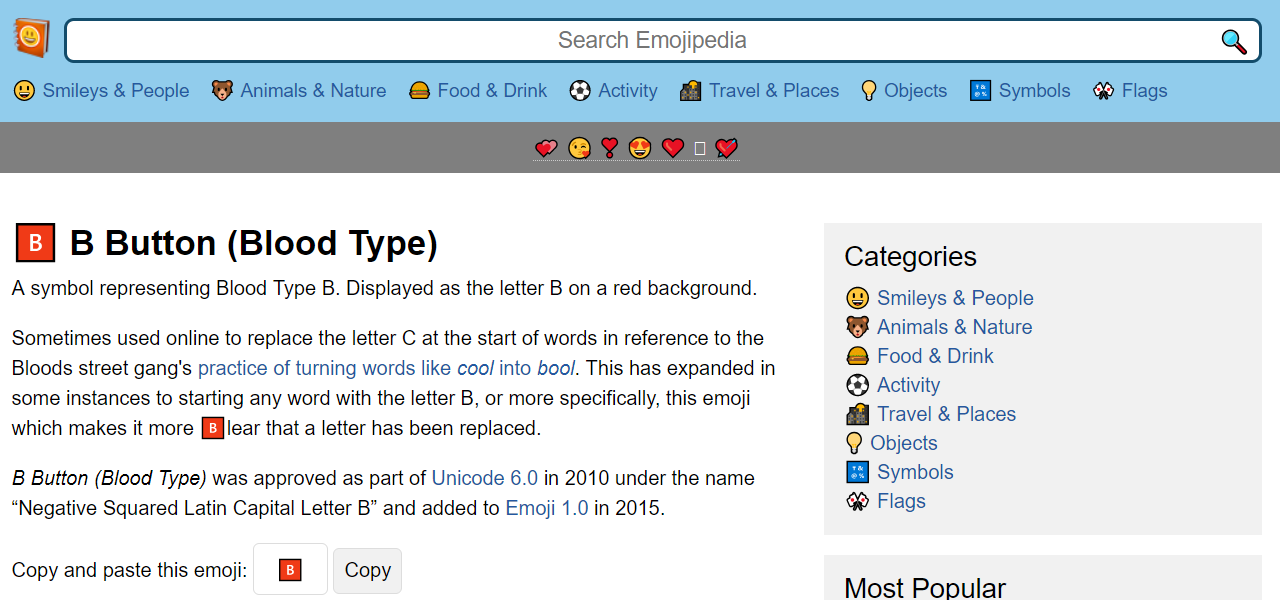 Search Emojipedia
Smileys & People Animals & Nature Food & Drink Activity Travel & Places Objects Symbols Flags
B B Button (Blood Type)
A symbol representing Blood Type B. Displayed as the letter B on a red background.
Sometimes used online to replace the letter C at the start of words in reference to the
Bloods street gang's practice of turning words like cool into bool. This has expanded in
some instances to starting any word with the letter B, or more specifically, this emoji
which makes it more 🅱lear that a letter has been replaced.
B Button (Blood Type) was approved as part of Unicode 6.0 in 2010 under the name
“Negative Squared Latin Capital Letter B” and added to Emoji 1.0 in 2015.
Copy and paste this emoji: 🅱 Copy
Categories
Smileys & People
Animals & Nature
Food & Drink
Activity
Travel & Places
Objects
Symbols
Flags
Most Popular